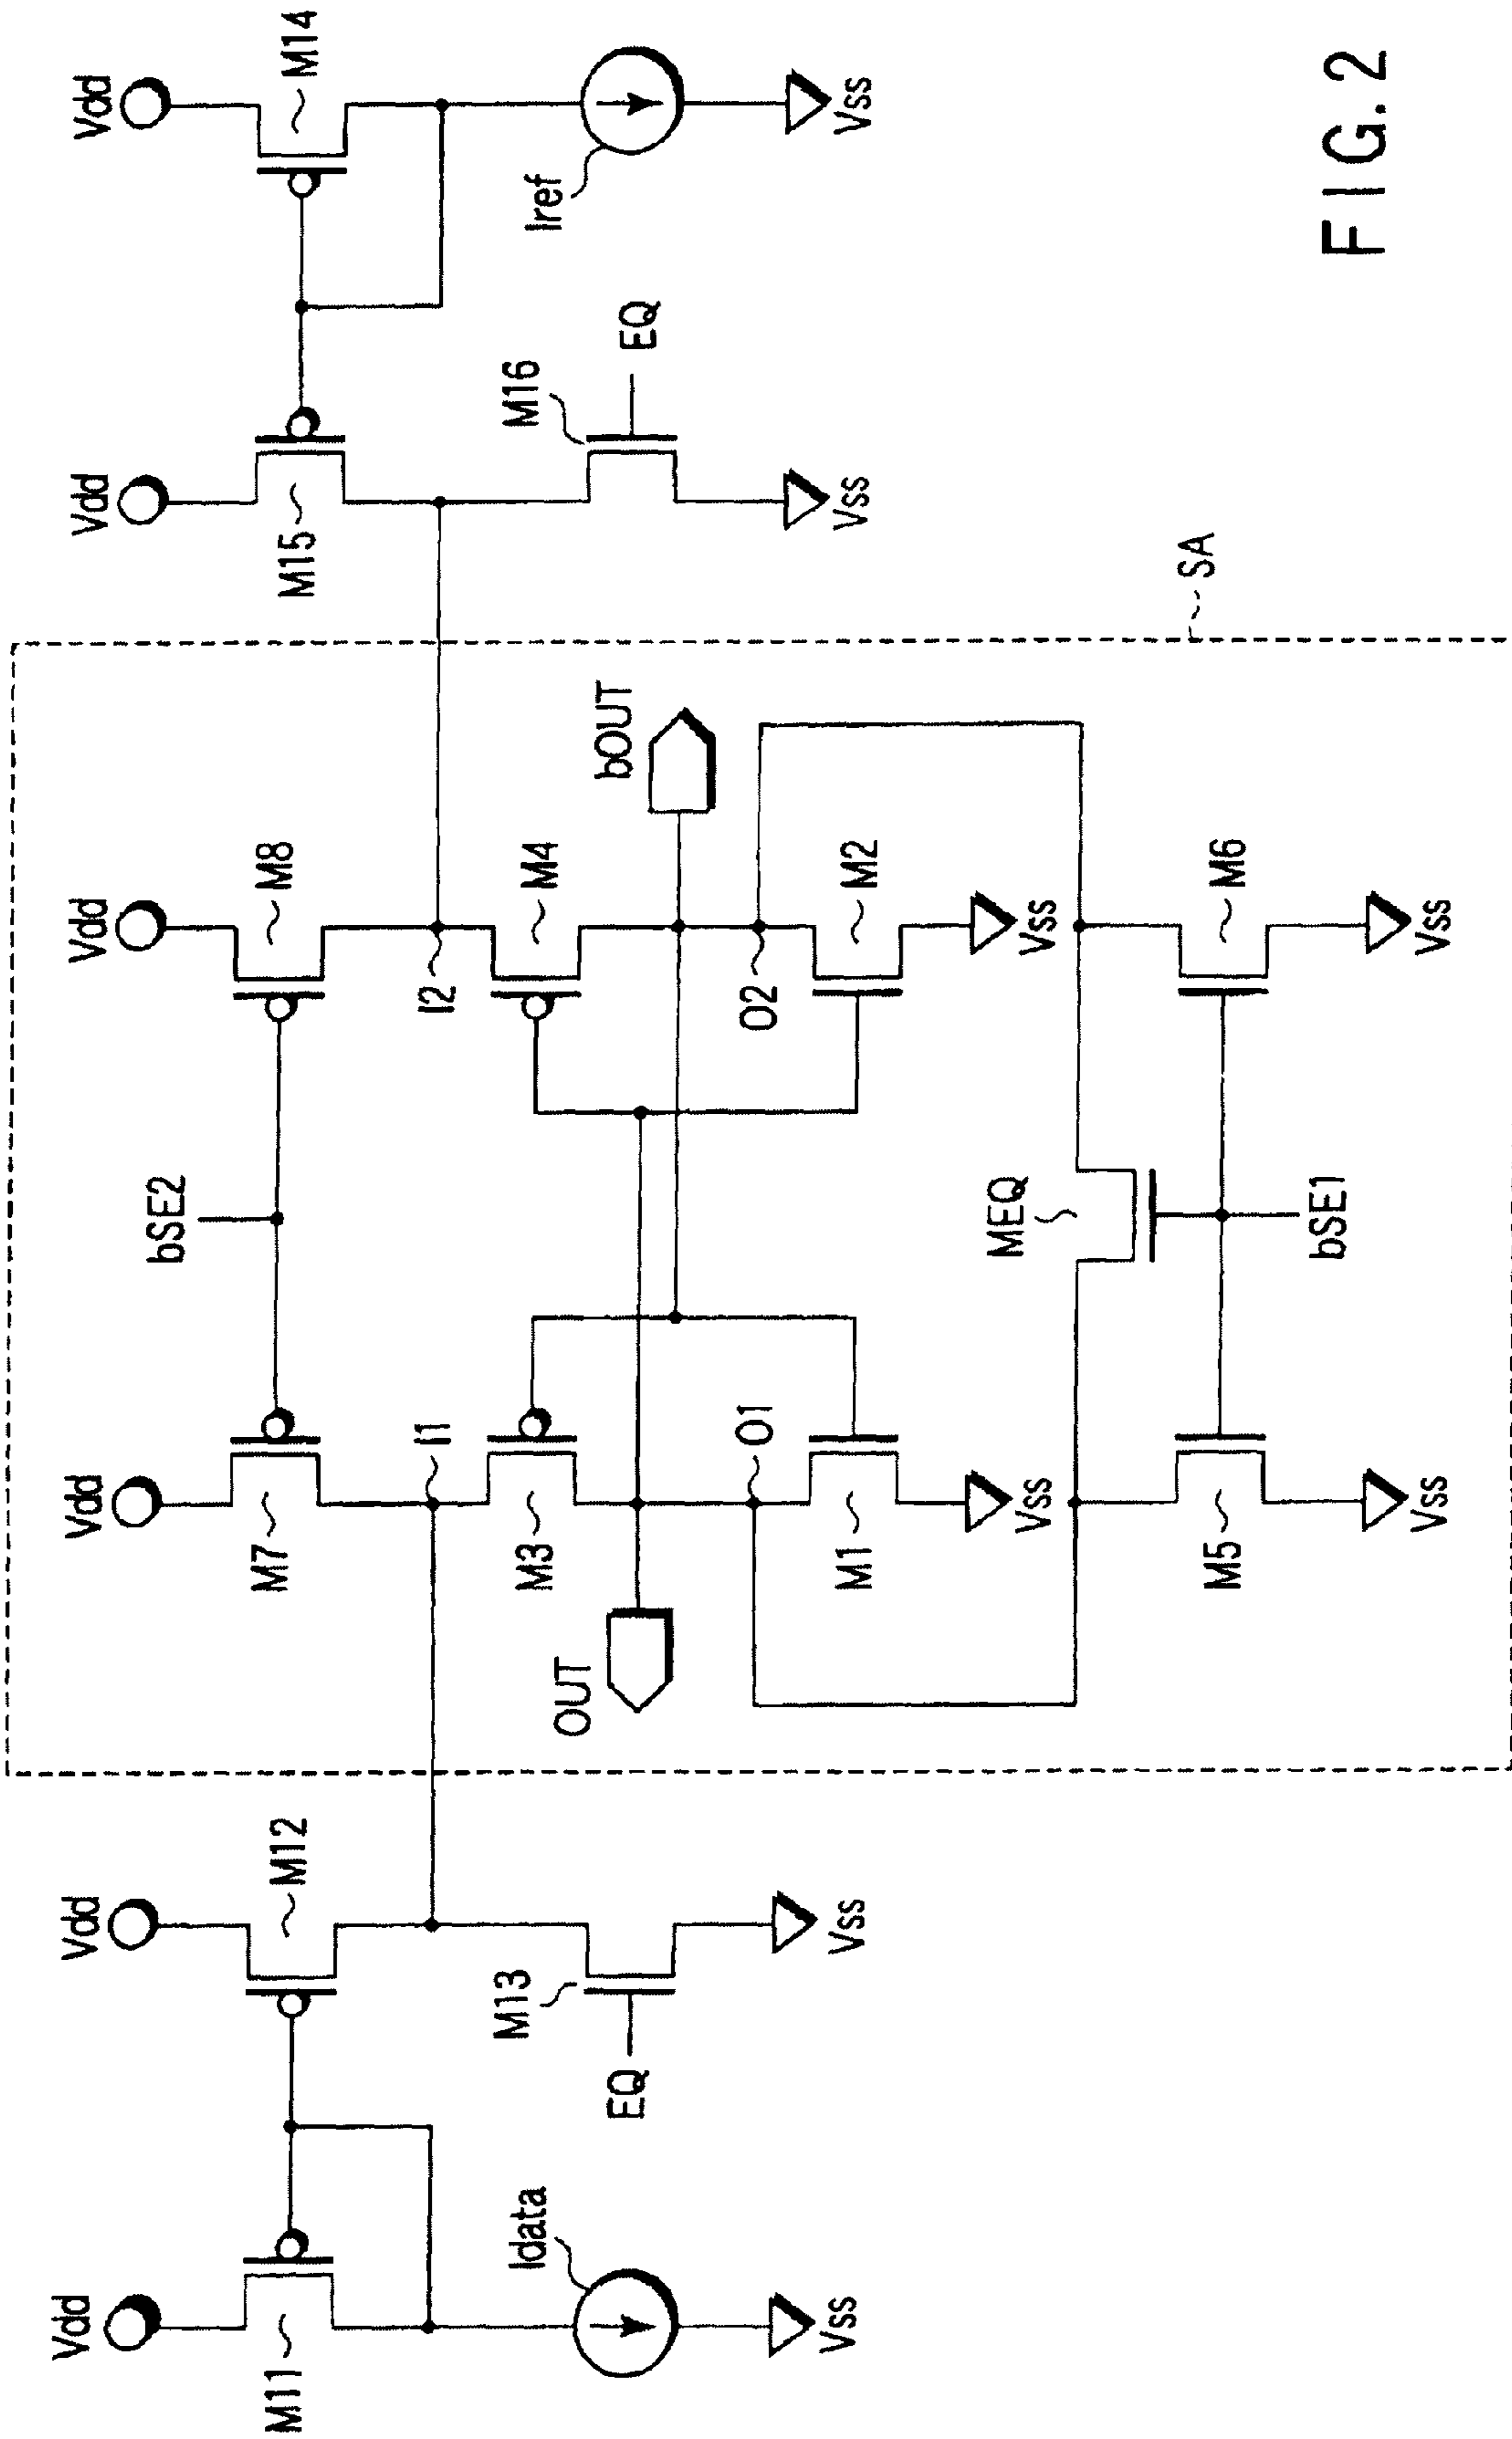 Vdd
Vdd
Vdd
Vdd
Vdd
Vdd
M11
M12
M7
bSE2
M8
M15
M14
I1
I2
Idata
M13
EQ
OUT
M3
M4
bOUT
M16
EQ
Iref
O1
O2
M1
M2
Vss
Vss
Vss
Vss
Vss
Vss
MEQ
M5
M6
bSE1
Vss
Vss
SA
FIG. 2